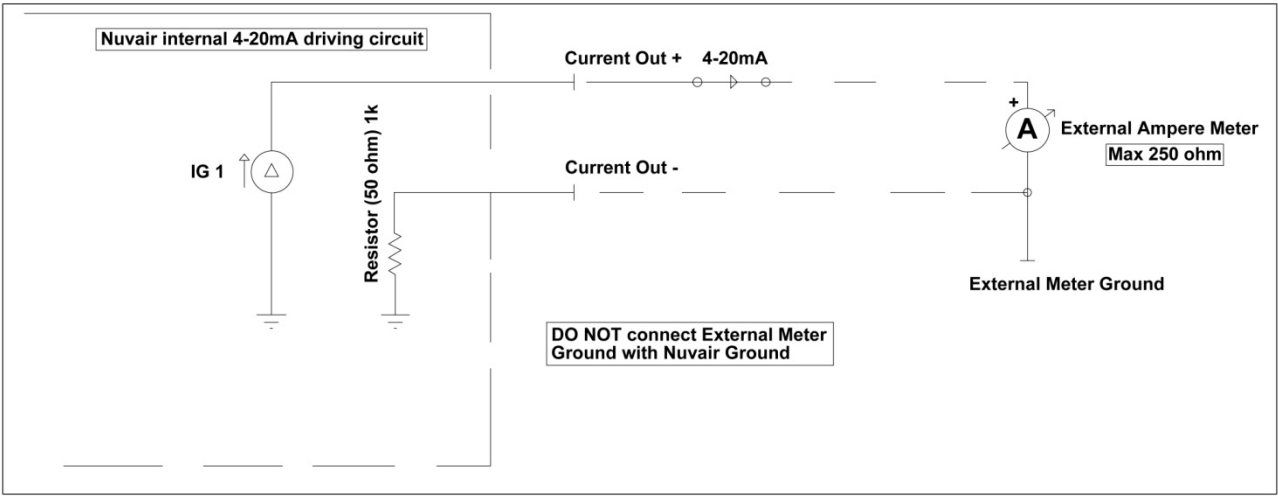 Nuvair internal 4-20mA driving circuit
Current Out + 4-20mA
+
A
External Ampere Meter
Max 250 ohm
IG 1
Resistor (50 ohm) 1k
Current Out -
External Meter Ground
DO NOT connect External Meter
Ground with Nuvair Ground